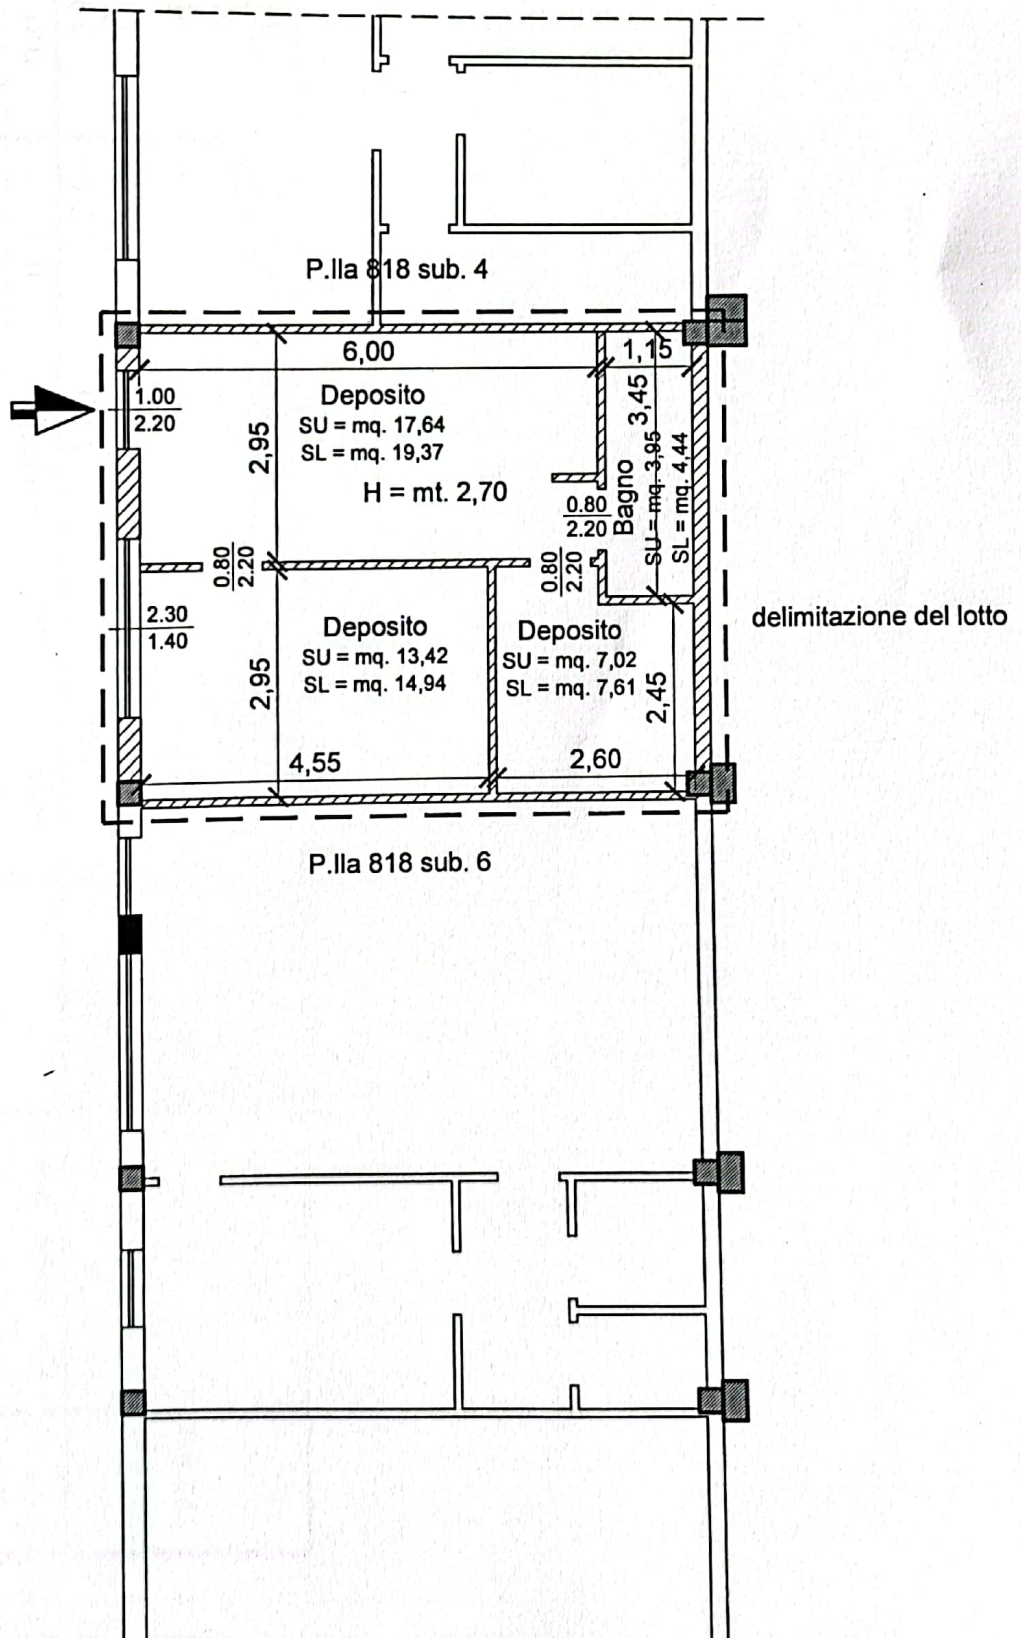 P.lla 818 sub. 4
6,00
1,15
1.00
2.20
Deposito
SU = mq. 17,64
SL = mq. 19,37
2,95
H = mt. 2,70
3,45
Bagno
SU = mq. 3,95
SL = mq. 4,44
0.80
2.20
0.80
2.20
0.80
2.20
2.30
1.40
Deposito
SU = mq. 13,42
SL = mq. 14,94
2,95
4,55
Deposito
SU = mq. 7,02
SL = mq. 7,61
2,45
2,60
delimitazione del lotto
P.lla 818 sub. 6